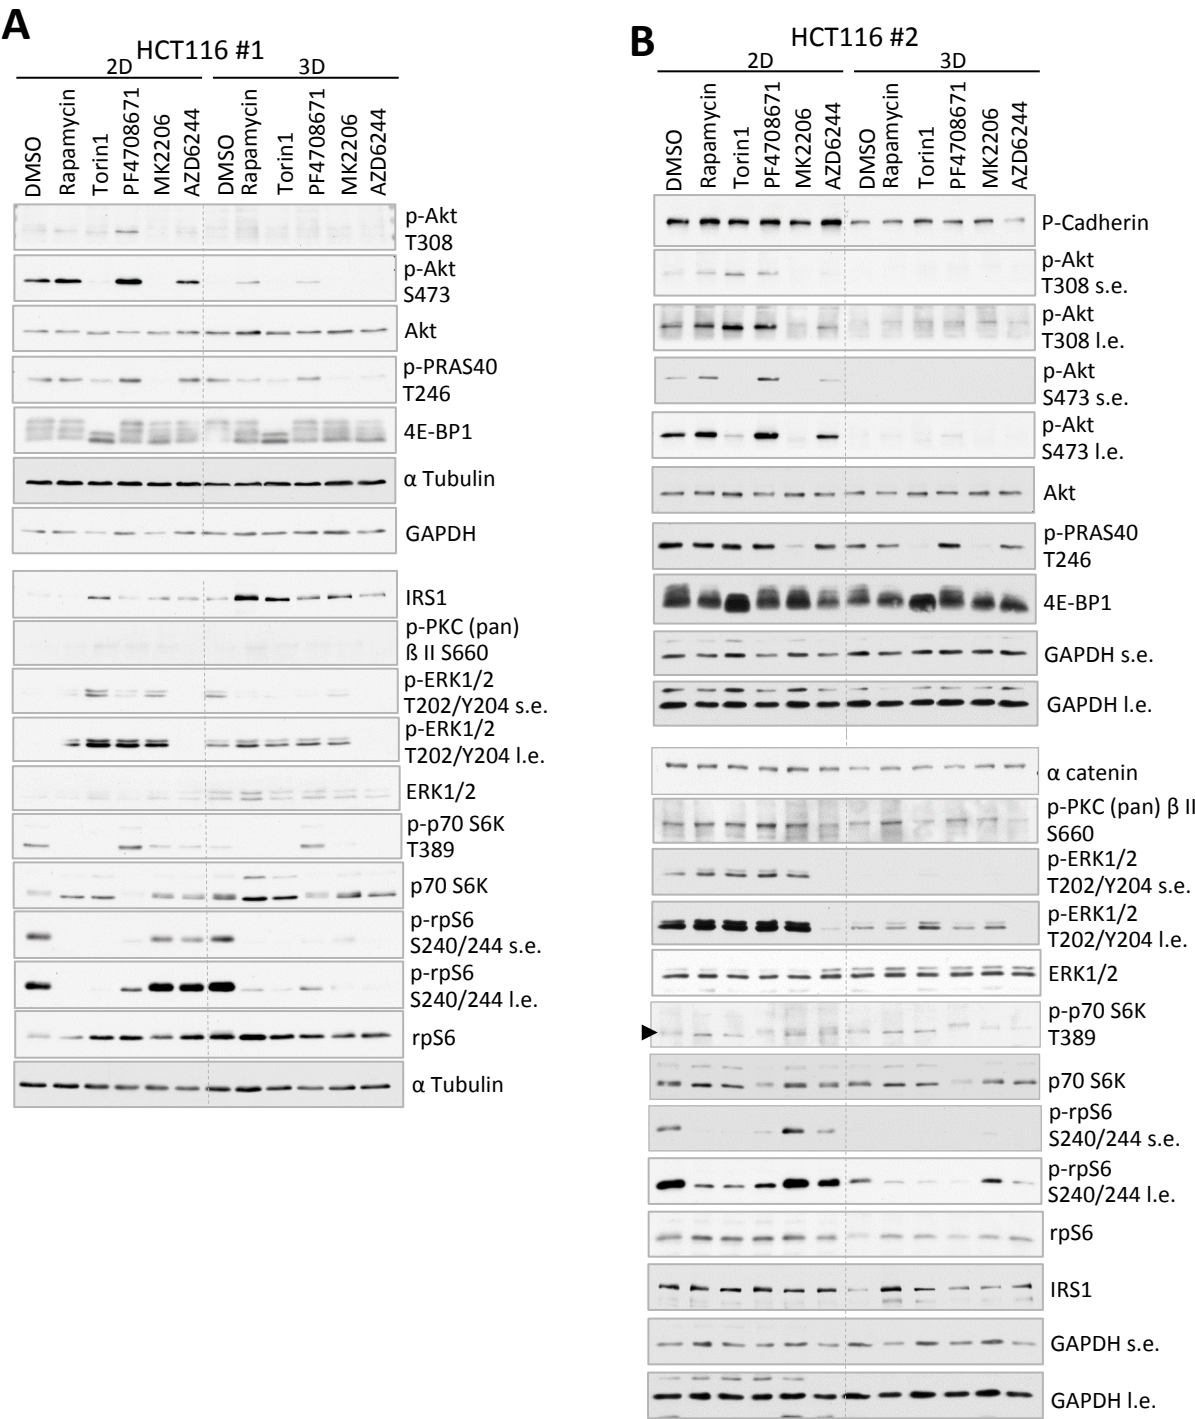 A
HCT116 #1
2D
3D
DMSO
Rapamycin
Torin1
PF4708671
MK2206
AZD6244
DMSO
Rapamycin
Torin1
PF4708671
MK2206
AZD6244
p-Akt
T308
p-Akt
S473
Akt
p-PRAS40
T246
4E-BP1
α Tubulin
GAPDH
IRS1
p-PKC (pan)
ß II S660
p-ERK1/2
T202/Y204 s.e.
p-ERK1/2
T202/Y204 l.e.
ERK1/2
p-p70 S6K
T389
p70 S6K
p-rpS6
S240/244 s.e.
p-rpS6
S240/244 l.e.
rpS6
α Tubulin
B
HCT116 #2
2D
3D
DMSO
Rapamycin
Torin1
PF4708671
MK2206
AZD6244
DMSO
Rapamycin
Torin1
PF4708671
MK2206
AZD6244
P-Cadherin
p-Akt
T308 s.e.
p-Akt
T308 l.e.
p-Akt
S473 s.e.
p-Akt
S473 l.e.
Akt
p-PRAS40
T246
4E-BP1
GAPDH s.e.
GAPDH l.e.
α catenin
p-PKC (pan) β II
S660
p-ERK1/2
T202/Y204 s.e.
p-ERK1/2
T202/Y204 l.e.
ERK1/2
p-p70 S6K
T389
p70 S6K
p-rpS6
S240/244 s.e.
p-rpS6
S240/244 l.e.
rpS6
IRS1
GAPDH s.e.
GAPDH l.e.